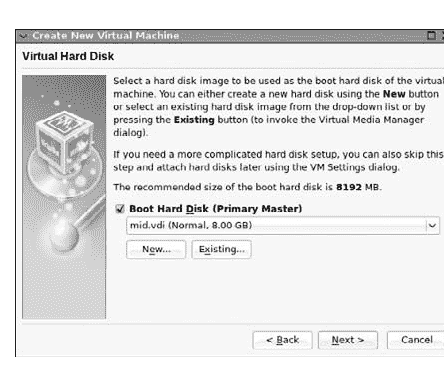 Create New Virtual Machine
Virtual Hard Disk
Select a hard disk image to be used as the boot hard disk of the virtual
machine. You can either create a new hard disk using the New button
or select an existing hard disk image from the drop-down list or by
pressing the Existing button (to invoke the Virtual Media Manager
dialog).
If you need a more complicated hard disk setup, you can also skip this
step and attach hard disks later using the VM Settings dialog.
The recommended size of the boot hard disk is 8192 MB.
Boot Hard Disk (Primary Master)
mid.vdi (Normal, 8.00 GB)
New...
Existing...
< Back
Next >
Cancel